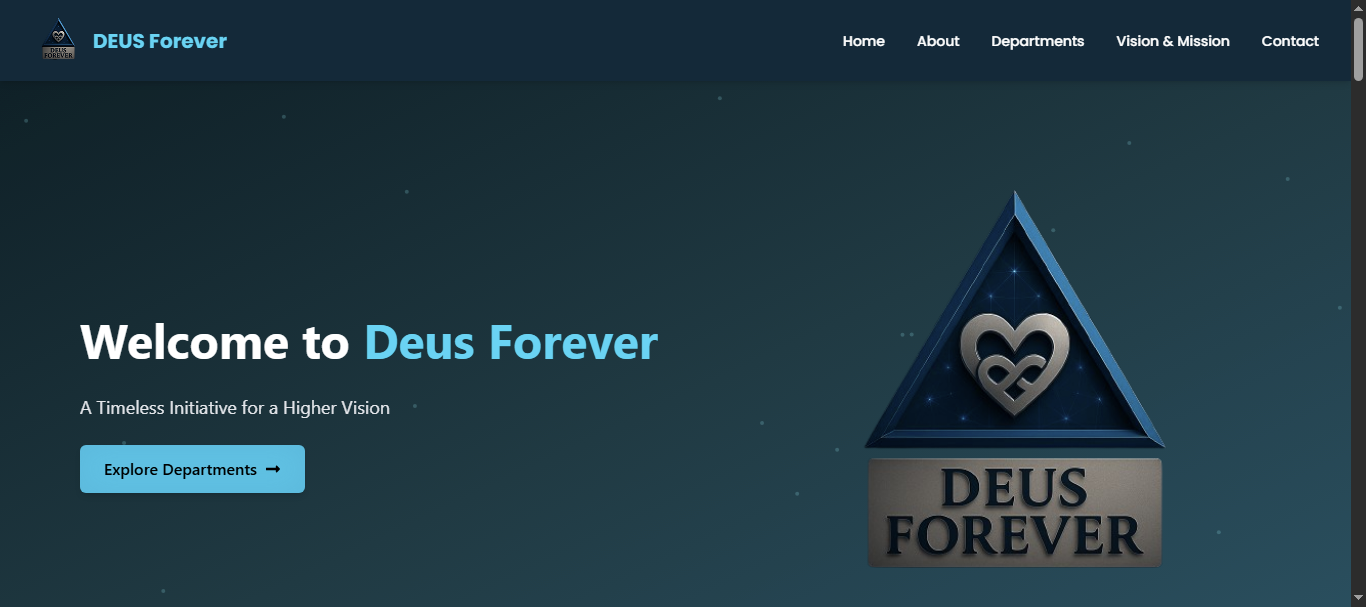 DEUS
FOREVER
DEUS Forever
Home
About
Departments
Vision & Mission
Contact
Welcome to Deus Forever
A Timeless Initiative for a Higher Vision
Explore Departments
DEUS
FOREVER